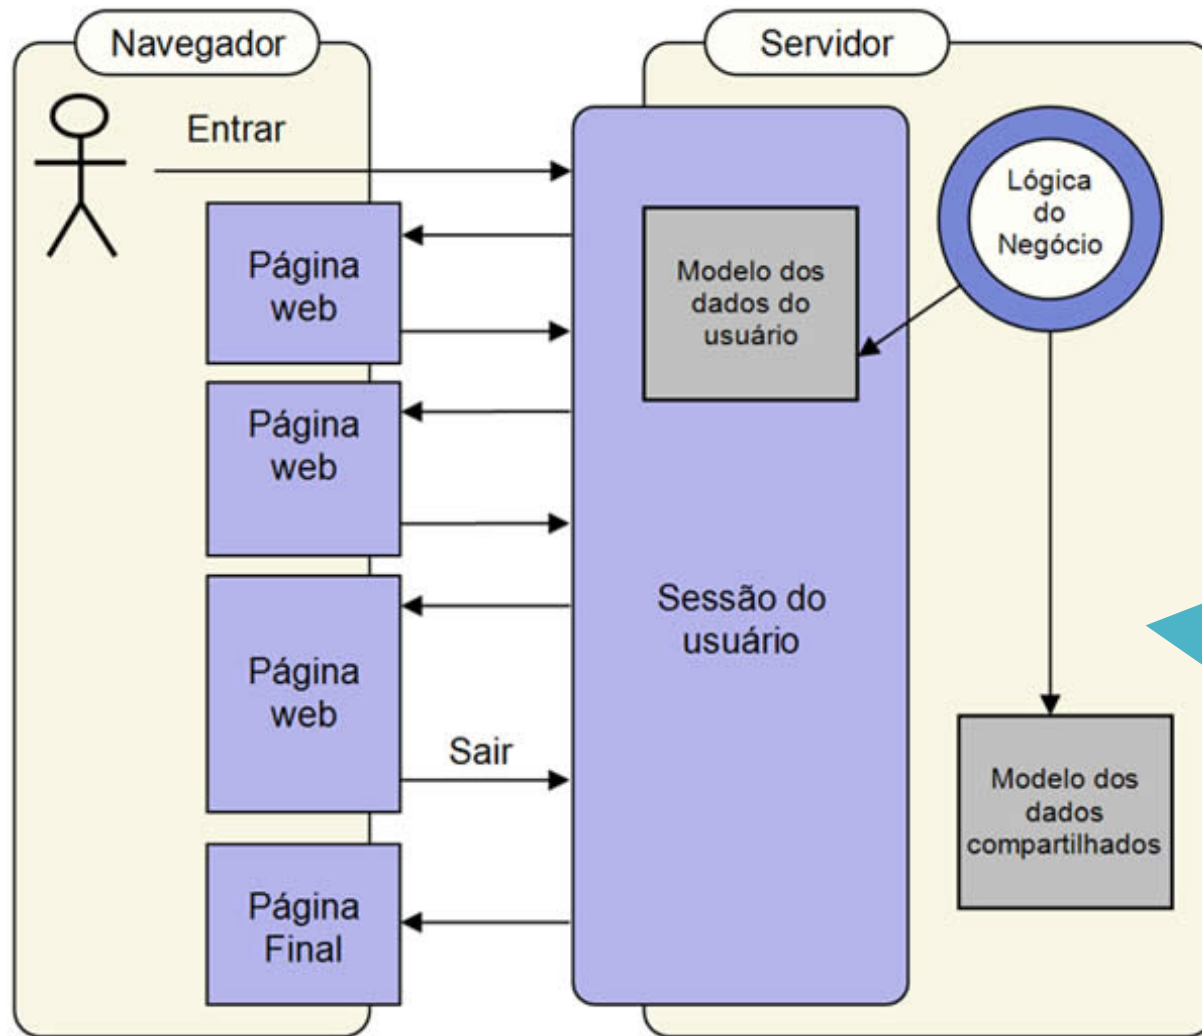 Navegador
Servidor
Entrar
Página
web
Página
web
Página
web
Sair
Página
Final
Modelo dos
dados do
usuário
Sessão do
usuário
Lógica
do
Negócio
Modelo dos
dados
compartilhados